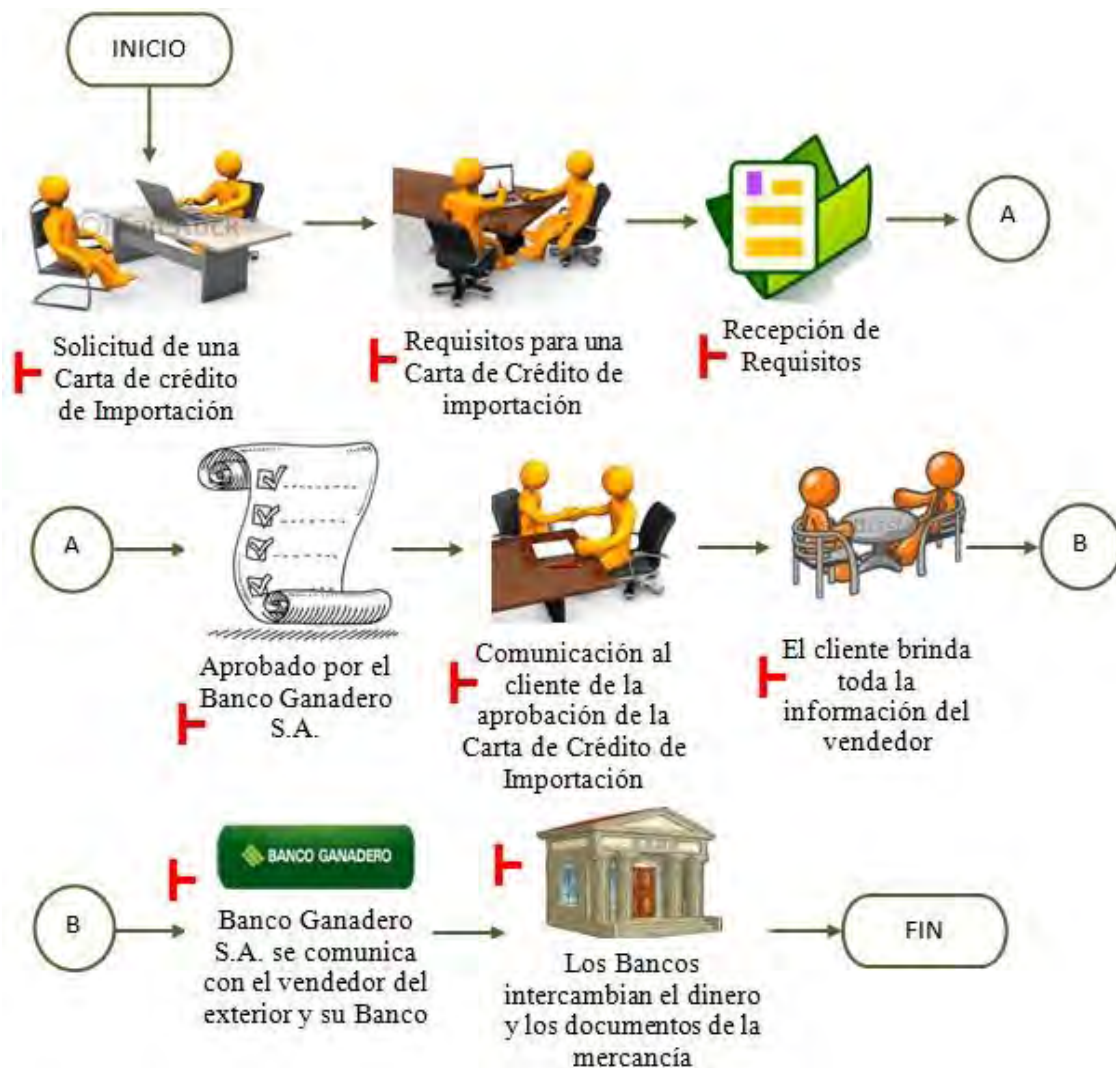 INICIO
A
Solicitud de una
Carta de crédito
de Importación
Requisitos para una
Carta de Crédito de
importación
Recepción de
Requisitos
A
B
Aprobado por el
Banco Ganadero
S.A.
Comunicación al
cliente de la
aprobación de la
Carta de Crédito de
Importación
El cliente brinda
toda la
información del
vendedor
B
BANCO GANADERO
FIN
Banco Ganadero
S.A. se comunica
con el vendedor del
exterior y su Banco
Los Bancos
intercambian el dinero
y los documentos de la
mercancía